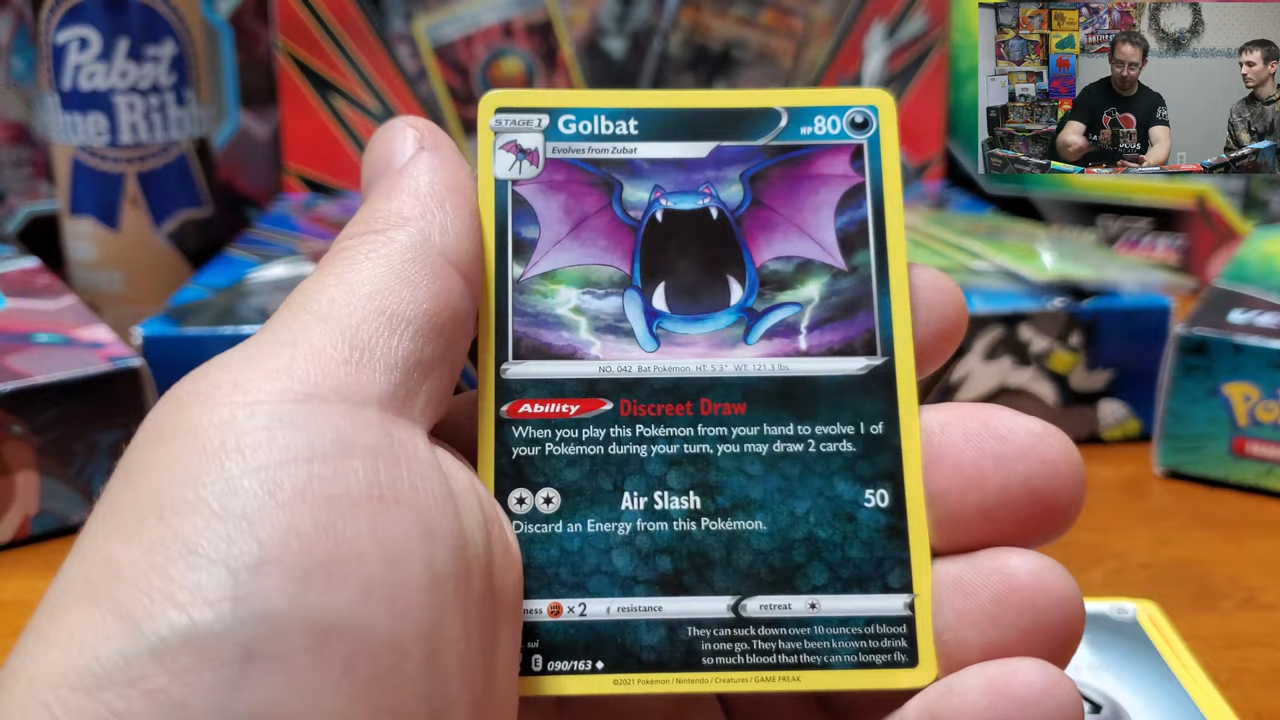 Pabst
Blue Ribb
STAGE 1
Golbat
HP 80
Evolves from Zubat
NO. 042 Bat Pokémon HT: 5'3" WT: 121.3 lbs.
Ability Discreet Draw
When you play this Pokémon from your hand to evolve 1 of
your Pokémon during your turn, you may draw 2 cards.
Air Slash 50
Discard an Energy from this Pokémon.
ness ×2 resistance retreat
They can suck down over 10 ounces of blood
in one go. They have been known to drink
so much blood that they can no longer fly.
sui
E 090/163
©2021 Pokémon / Nintendo / Creatures / GAME FREAK